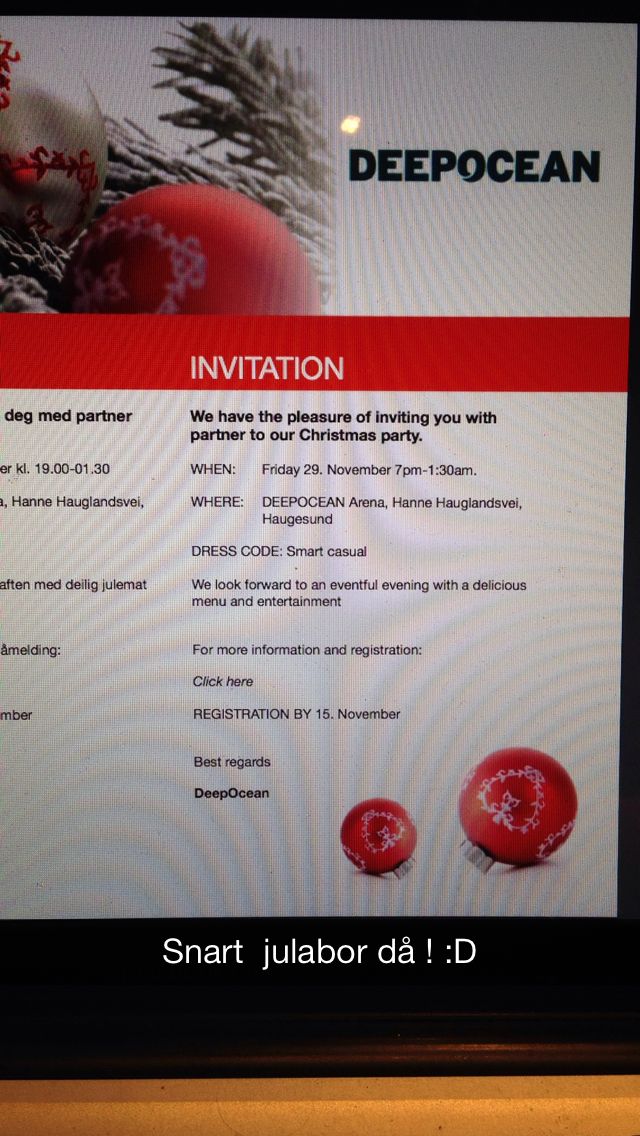 DEEPOCEAN
INVITATION
deg med partner
er kl. 19.00-01.30
a, Hanne Hauglandsvei,
aften med deilig julemat
åmelding:
mber
We have the pleasure of inviting you with
partner to our Christmas party.
WHEN: Friday 29. November 7pm-1:30am.
WHERE: DEEPOCEAN Arena, Hanne Hauglandsvei,
Haugesund
DRESS CODE: Smart casual
We look forward to an eventful evening with a delicious
menu and entertainment
For more information and registration:
Click here
REGISTRATION BY 15. November
Best regards
DeepOcean
Snart julabor då ! :D